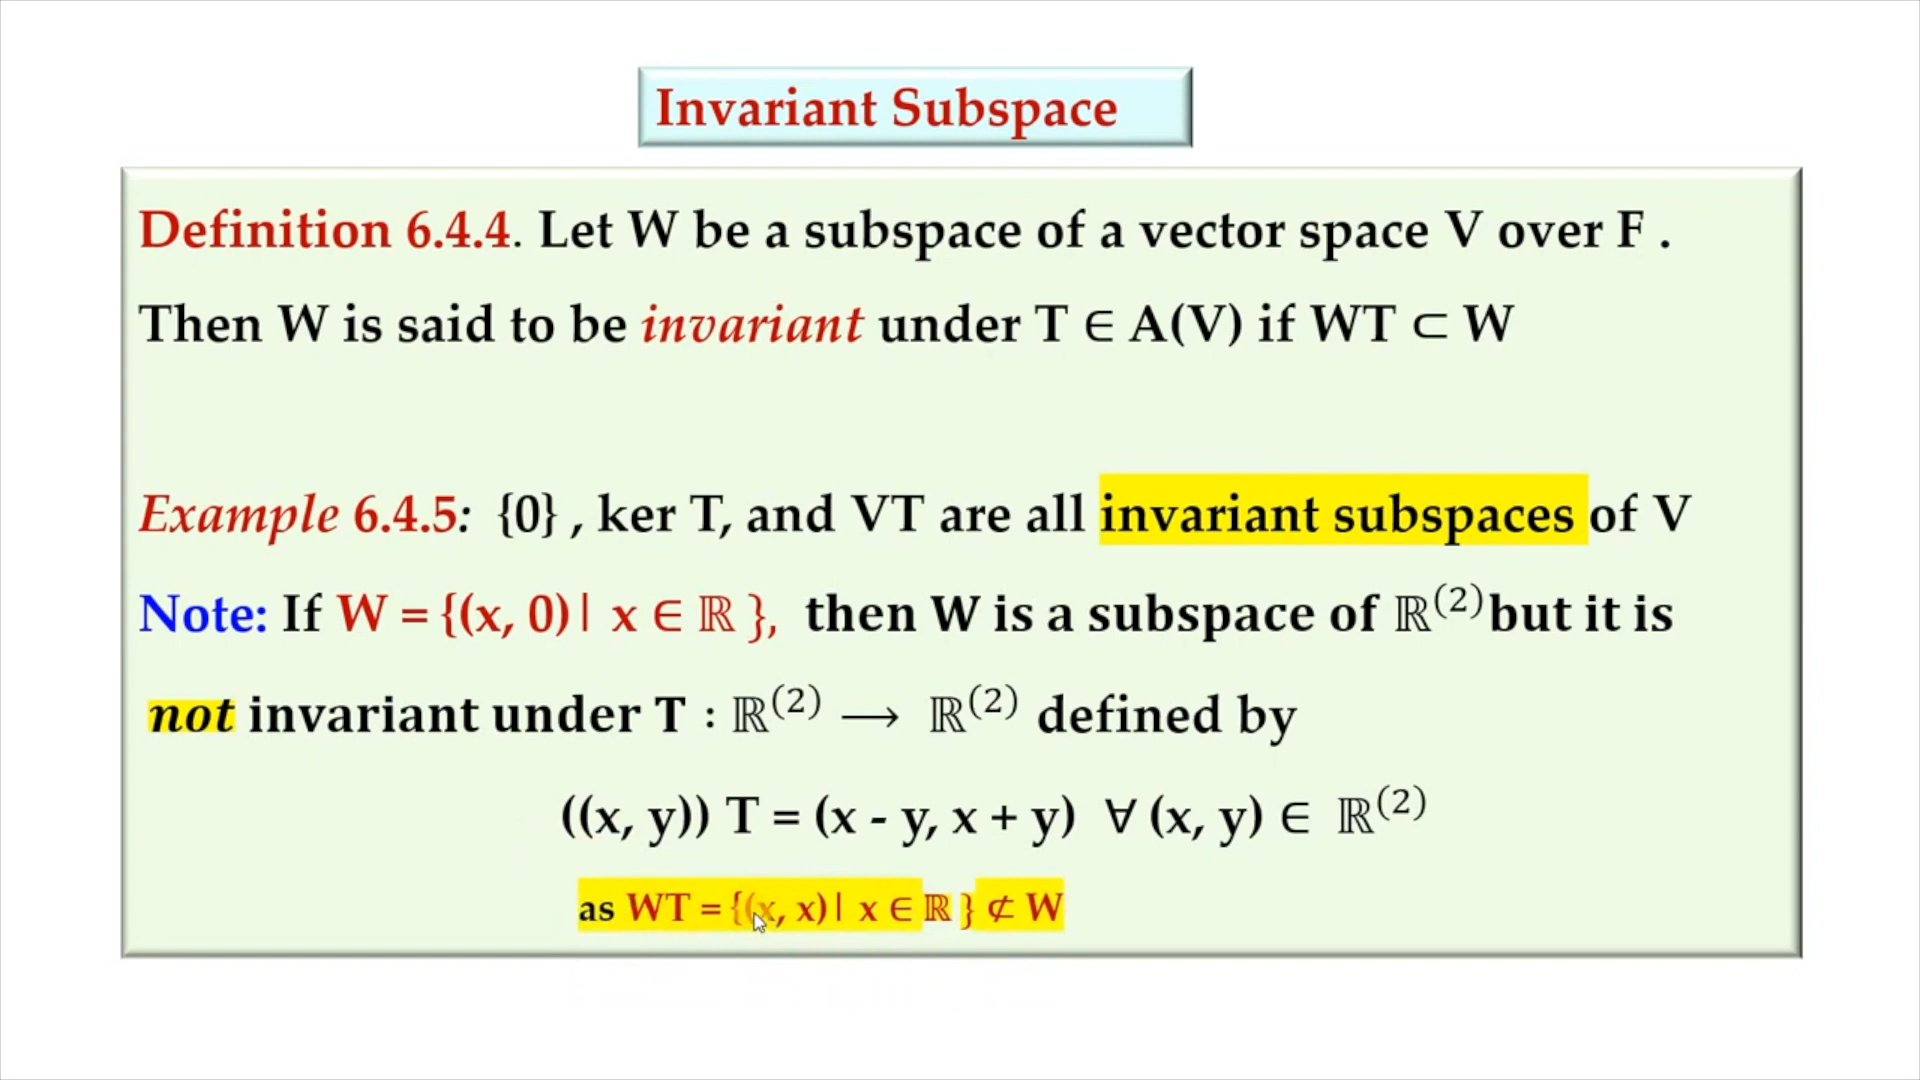 Invariant Subspace
Definition 6.4.4. Let W be a subspace of a vector space V over F .
Then W is said to be invariant under T ∈ A(V) if WT ⊂ W
Example 6.4.5: {0} , ker T, and VT are all invariant subspaces of V
Note: If W = {(x, 0)| x ∈ ℝ }, then W is a subspace of ℝ⁽²⁾ but it is
not invariant under T : ℝ⁽²⁾ ⟶ ℝ⁽²⁾ defined by
((x, y)) T = (x - y, x + y) ∀ (x, y) ∈ ℝ⁽²⁾
as WT = {(x, x)| x ∈ ℝ } ⊄ W